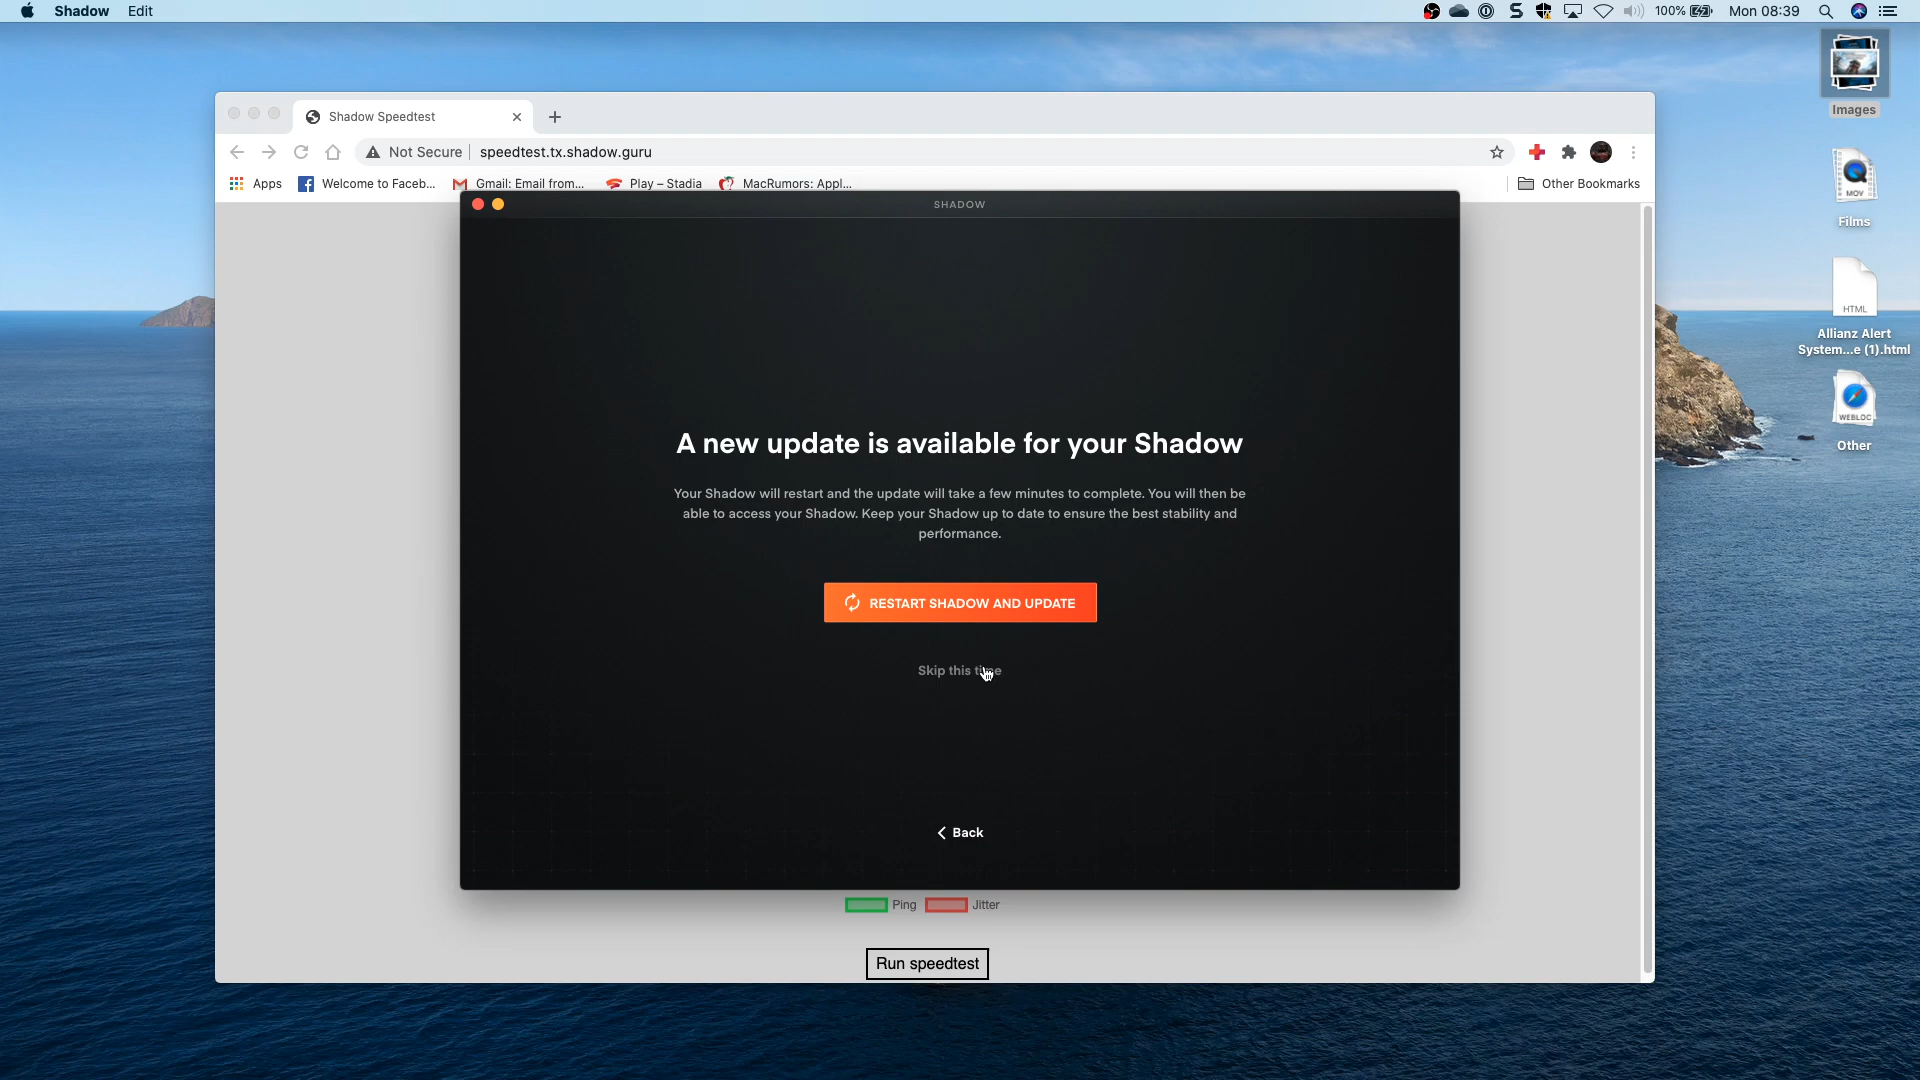 Shadow Edit
100% Mon 08:39
Shadow Speedtest
Not Secure speedtest.tx.shadow.guru
Apps Welcome to Faceb... Gmail: Email from... Play – Stadia MacRumors: Appl... Other Bookmarks
SHADOW
A new update is available for your Shadow
Your Shadow will restart and the update will take a few minutes to complete. You will then be
able to access your Shadow. Keep your Shadow up to date to ensure the best stability and
performance.
RESTART SHADOW AND UPDATE
Skip this time
Back
Ping Jitter
Run speedtest
Images
MOV
Films
HTML
Allianz Alert
System...e (1).html
WEBLOC
Other